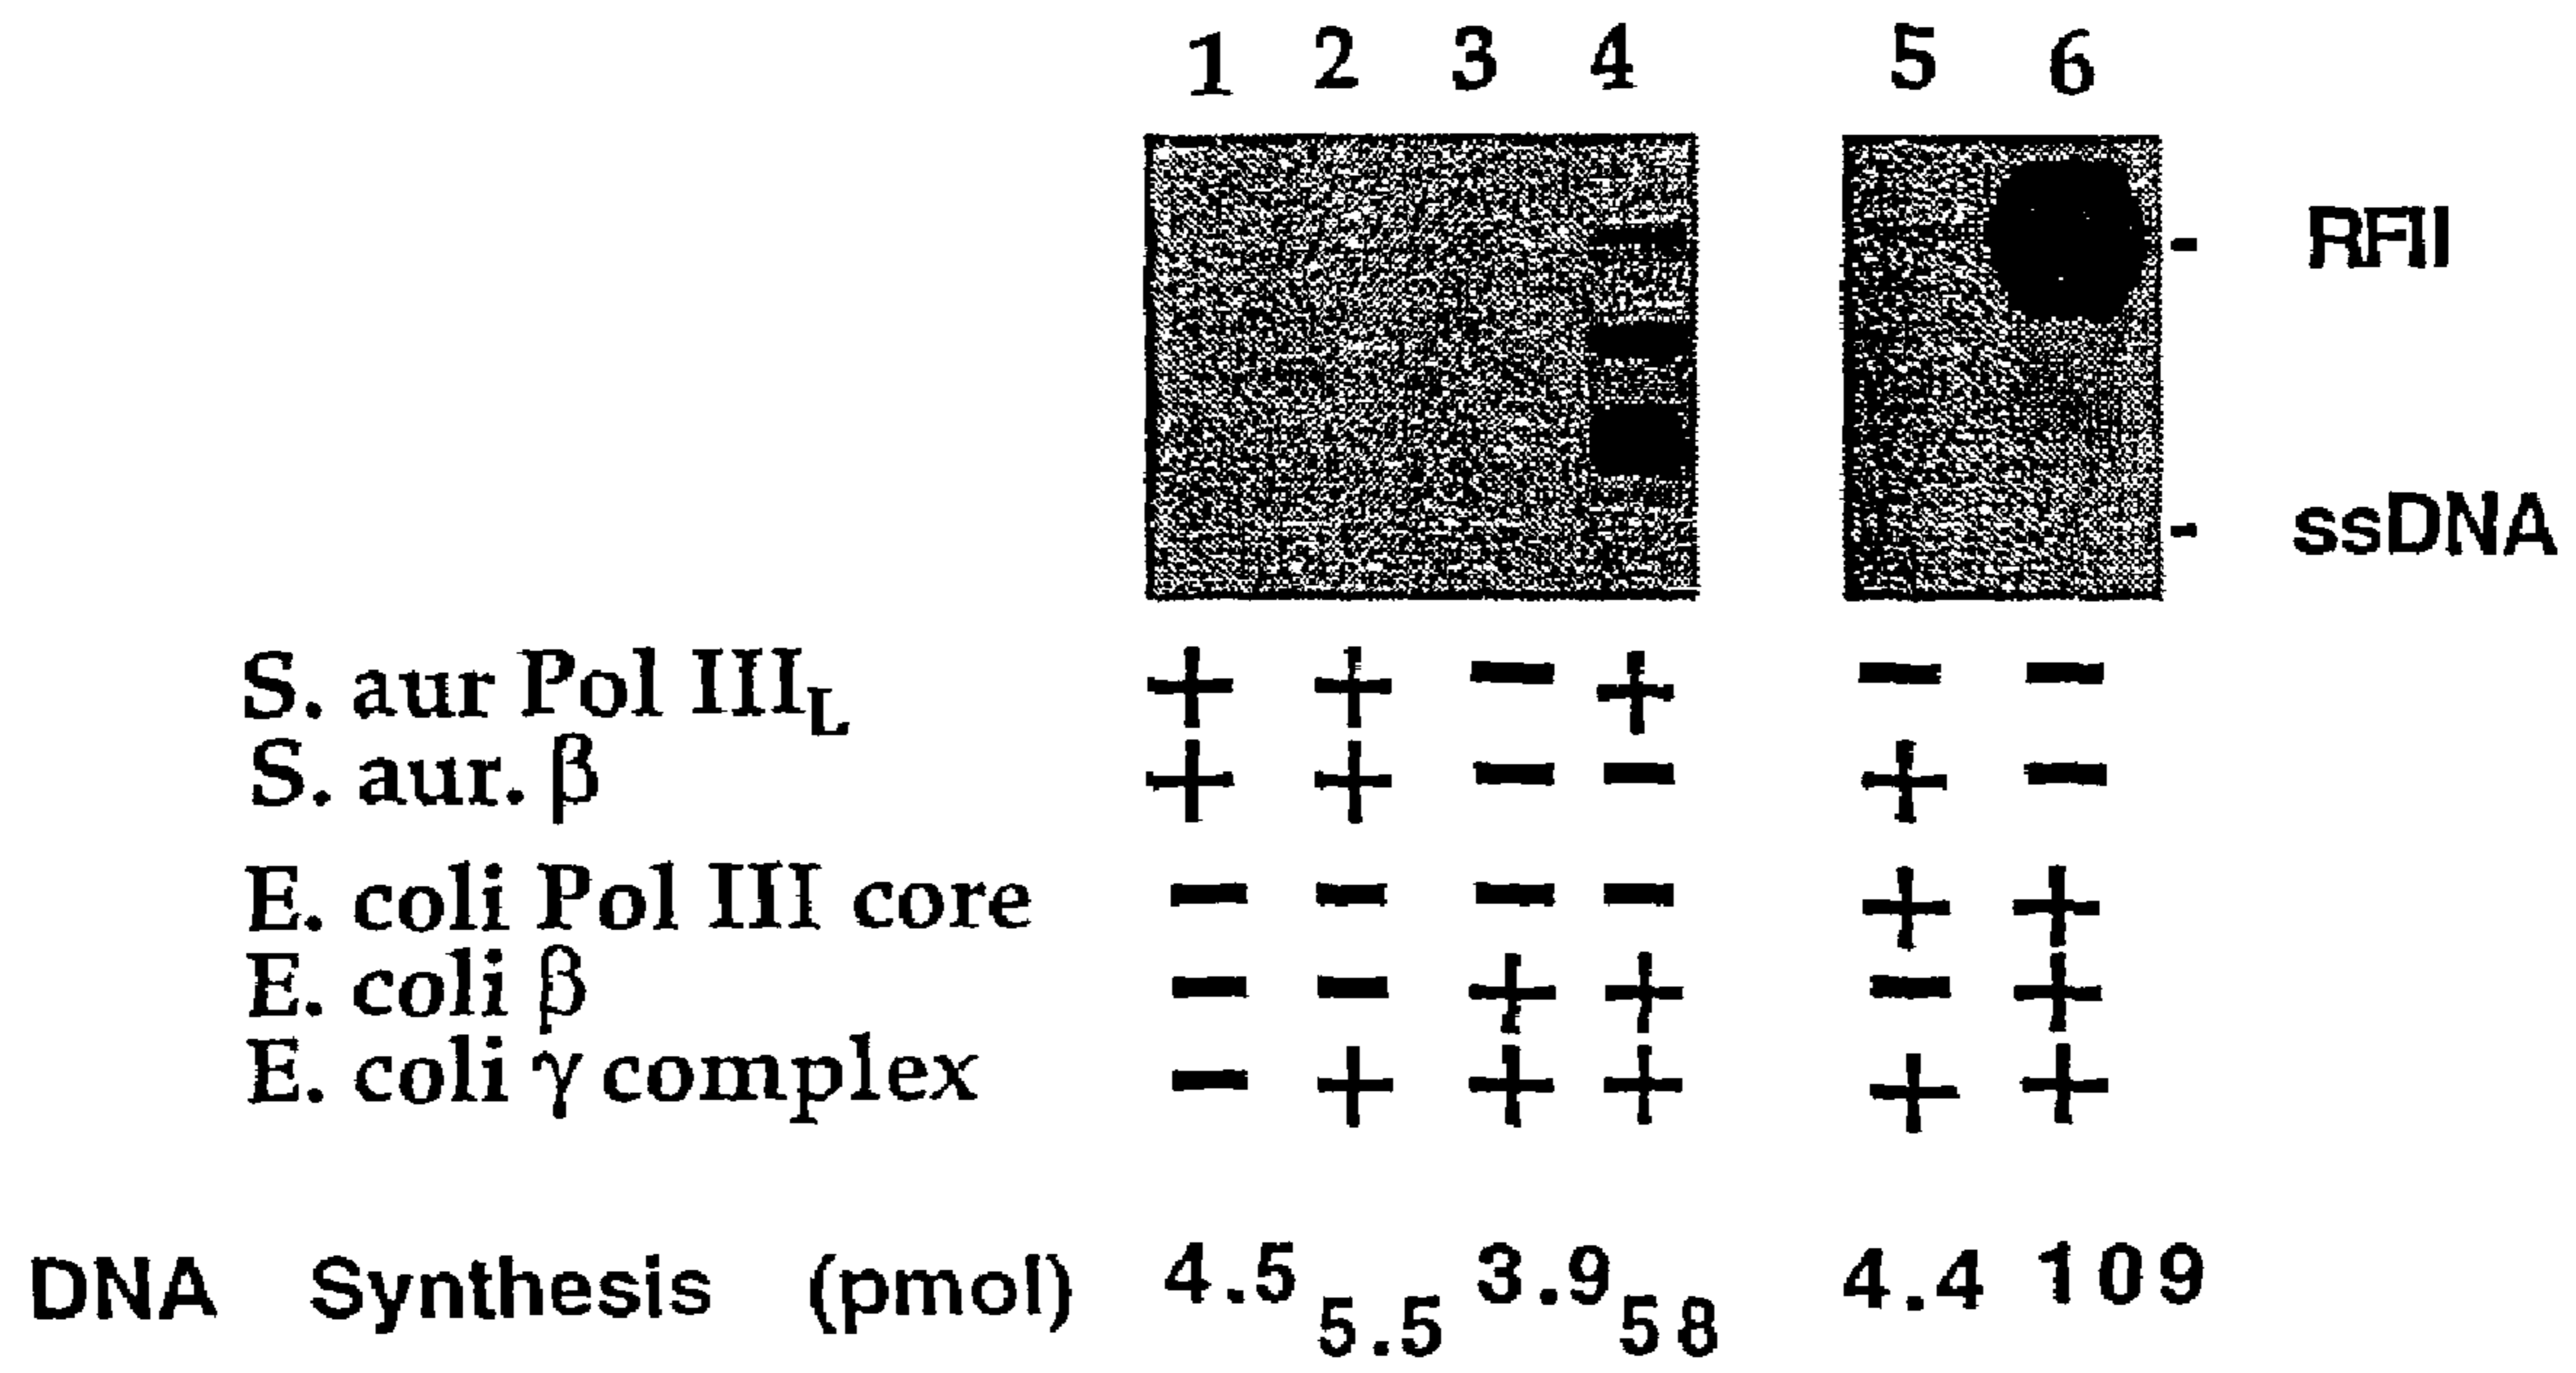 1 2 3 4 5 6
- RFII
- ssDNA
S. aur Pol III_L + + − + − −
S. aur. β + + − − + −
E. coli Pol III core − − − − + +
E. coli β − − + + − +
E. coli γ complex − + + + + +
DNA Synthesis (pmol) 4.5 5.5 3.9 58 4.4 109